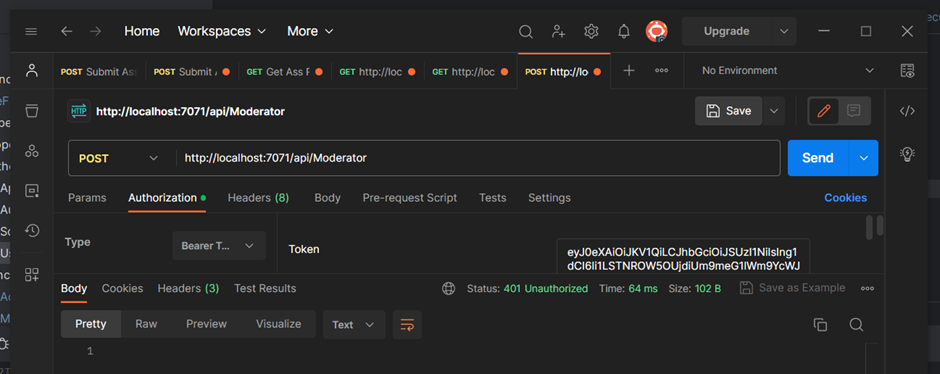 Home Workspaces More Upgrade
POST Submit As POST Submit GET Get Ass F GET http://loc GET http://loc POST http://lo No Environment
HTTP http://localhost:7071/api/Moderator Save
POST http://localhost:7071/api/Moderator Send
Params Authorization Headers (8) Body Pre-request Script Tests Settings Cookies
Type Bearer T... Token
eyJ0eXAiOiJKV1QiLCJhbGciOiJSUzI1NiIsIng1
Body Cookies Headers (3) Test Results Status: 401 Unauthorized Time: 64 ms Size: 102 B Save as Example
Pretty Raw Preview Visualize Text
1